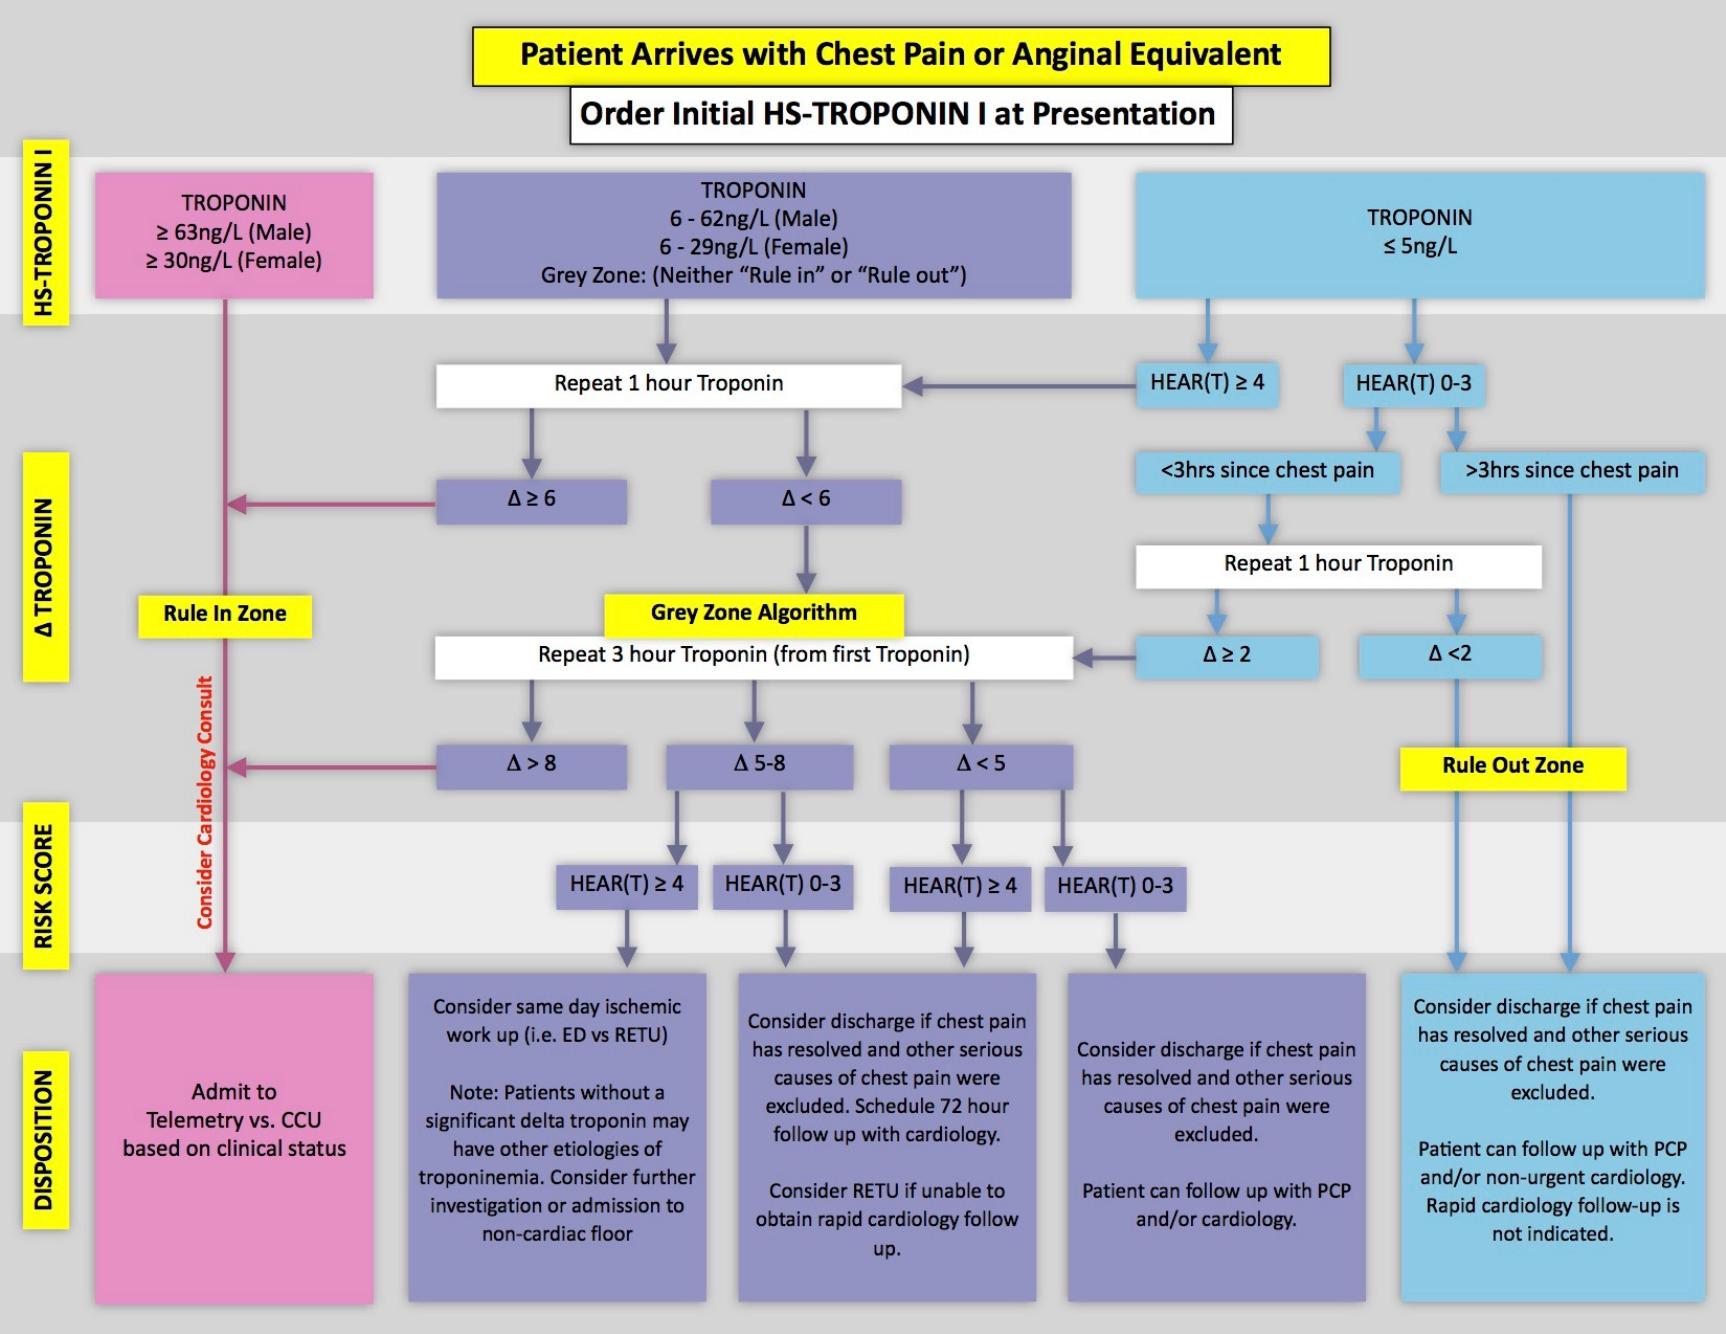 Patient Arrives with Chest Pain or Anginal Equivalent
Order Initial HS-TROPONIN I at Presentation
HS-TROPONIN I
TROPONIN
≥ 63ng/L (Male)
≥ 30ng/L (Female)
TROPONIN
6 - 62ng/L (Male)
6 - 29ng/L (Female)
Grey Zone: (Neither “Rule in” or “Rule out”)
TROPONIN
≤ 5ng/L
Δ TROPONIN
Repeat 1 hour Troponin
HEAR(T) ≥ 4
HEAR(T) 0-3
<3hrs since chest pain
>3hrs since chest pain
Δ ≥ 6
Δ < 6
Repeat 1 hour Troponin
Rule In Zone
Grey Zone Algorithm
Repeat 3 hour Troponin (from first Troponin)
Δ ≥ 2
Δ <2
Consider Cardiology Consult
Δ > 8
Δ 5-8
Δ < 5
Rule Out Zone
RISK SCORE
HEAR(T) ≥ 4
HEAR(T) 0-3
HEAR(T) ≥ 4
HEAR(T) 0-3
DISPOSITION
Admit to
Telemetry vs. CCU
based on clinical status
Consider same day ischemic
work up (i.e. ED vs RETU)
Note: Patients without a
significant delta troponin may
have other etiologies of
troponinemia. Consider further
investigation or admission to
non-cardiac floor
Consider discharge if chest pain
has resolved and other serious
causes of chest pain were
excluded. Schedule 72 hour
follow up with cardiology.
Consider RETU if unable to
obtain rapid cardiology follow
up.
Consider discharge if chest pain
has resolved and other serious
causes of chest pain were
excluded.
Patient can follow up with PCP
and/or cardiology.
Consider discharge if chest pain
has resolved and other serious
causes of chest pain were
excluded.
Patient can follow up with PCP
and/or non-urgent cardiology.
Rapid cardiology follow-up is
not indicated.